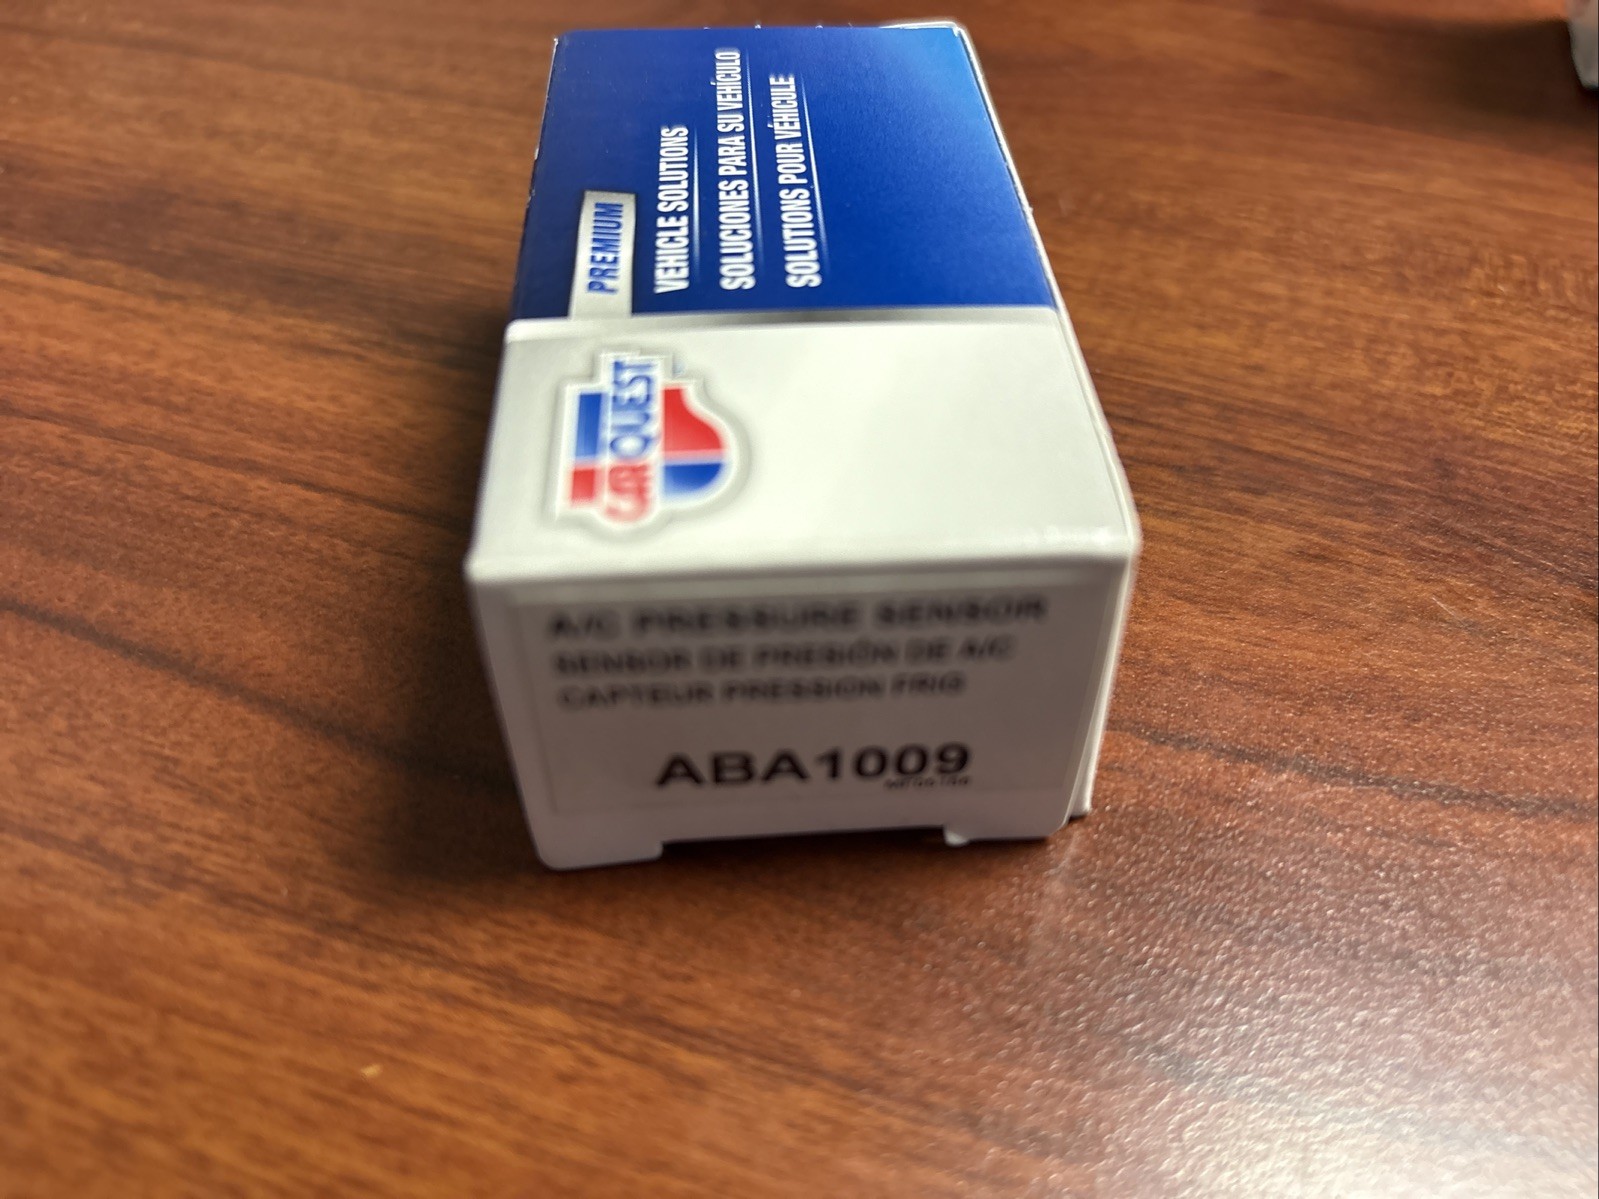 PREMIUM
VEHICLE SOLUTIONS
SOLUCIONES PARA SU VEHÍCULO
SOLUTIONS POUR VÉHICULE
CARQUEST
A/C PRESSURE SENSOR
SENSOR DE PRESIÓN DE A/C
CAPTEUR PRESSION FRIG
ABA1009